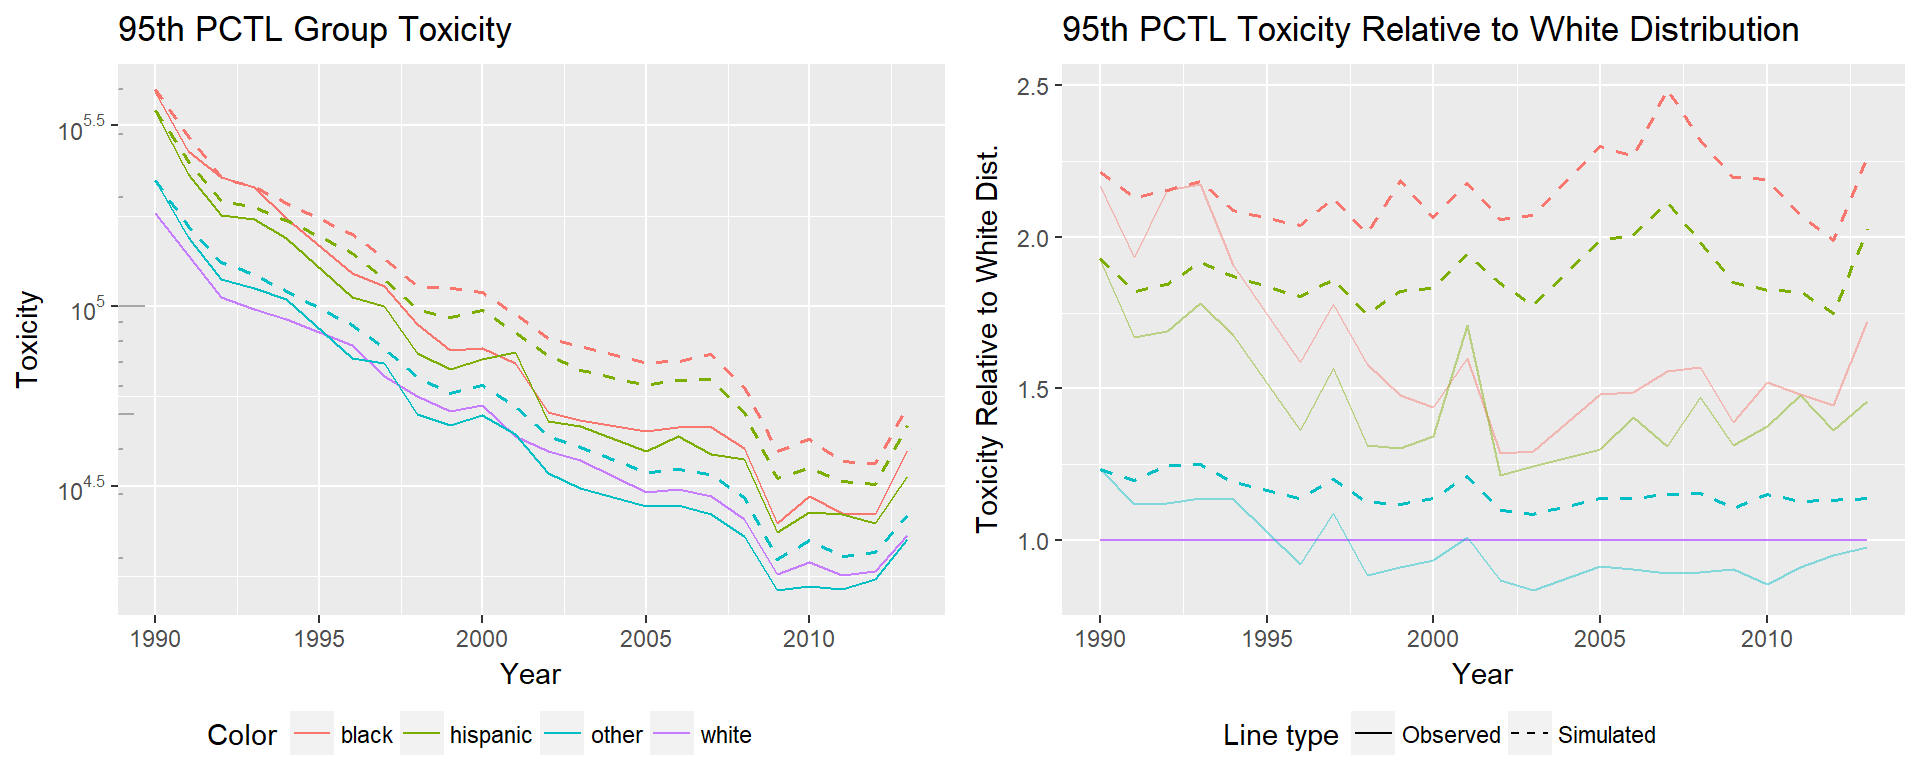 95th PCTL Group Toxicity
Toxicity
10^5.5
10^5
10^4.5
1990 1995 2000 2005 2010
Year
Color black hispanic other white
95th PCTL Toxicity Relative to White Distribution
Toxicity Relative to White Dist.
2.5
2.0
1.5
1.0
1990 1995 2000 2005 2010
Year
Line type Observed Simulated